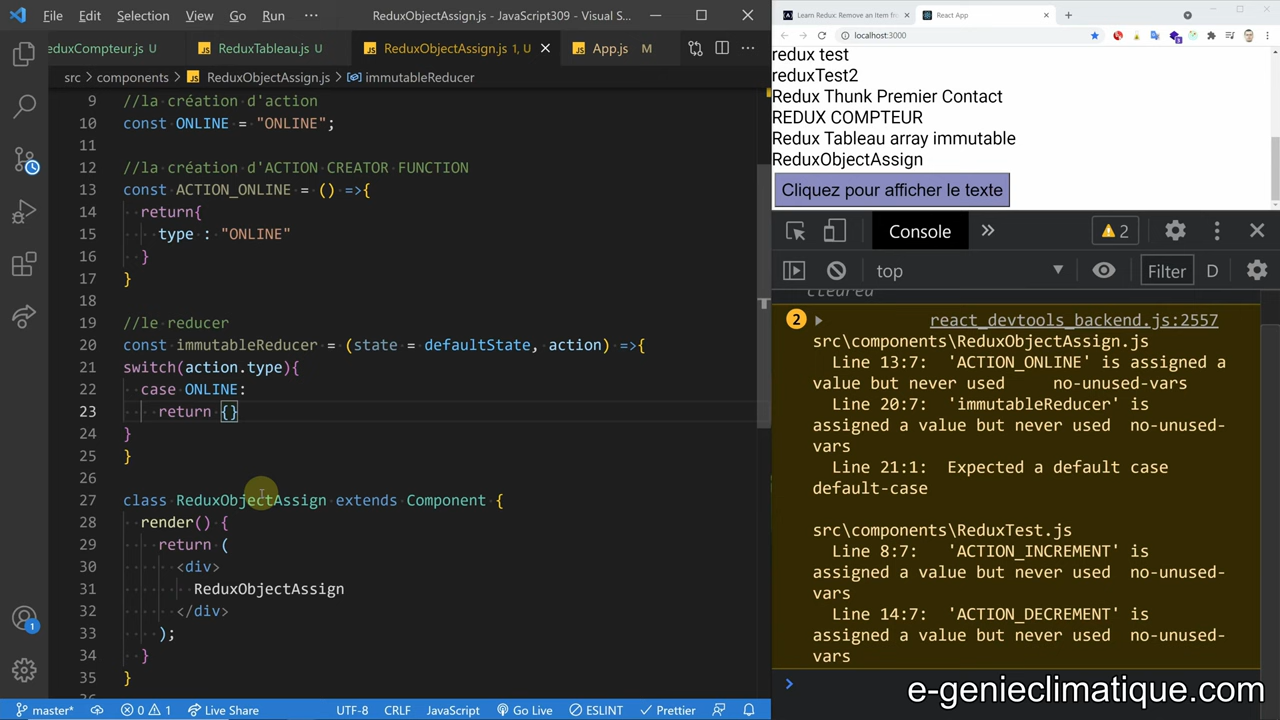 File Edit Selection View Go Run ··· ReduxObjectAssign.js - JavaScript309 - Visual S...
eduxCompteur.js U ReduxTableau.js U ReduxObjectAssign.js 1, U App.js M
src > components > ReduxObjectAssign.js > immutableReducer
9 //la création d'action
10 const ONLINE = "ONLINE";
11
12 //la création d'ACTION CREATOR FUNCTION
13 const ACTION_ONLINE = () =>{
14 return{
15 type : "ONLINE"
16 }
17 }
18
19 //le reducer
20 const immutableReducer = (state = defaultState, action) =>{
21 switch(action.type){
22 case ONLINE:
23 return {}
24 }
25 }
26
27 class ReduxObjectAssign extends Component {
28 render() {
29 return (
30 <div>
31 ReduxObjectAssign
32 </div>
33 );
34 }
35 }
1
master* 0 1 Live Share UTF-8 CRLF JavaScript Go Live ESLINT Prettier
Learn Redux: Remove an Item fr React App
localhost:3000
redux test
reduxTest2
Redux Thunk Premier Contact
REDUX COMPTEUR
Redux Tableau array immutable
ReduxObjectAssign
Cliquez pour afficher le texte
Console » 2
top Filter D
cleared
2 react_devtools_backend.js:2557
src\components\ReduxObjectAssign.js
Line 13:7: 'ACTION_ONLINE' is assigned a
value but never used no-unused-vars
Line 20:7: 'immutableReducer' is
assigned a value but never used no-unused-
vars
Line 21:1: Expected a default case
default-case
src\components\ReduxTest.js
Line 8:7: 'ACTION_INCREMENT' is
assigned a value but never used no-unused-
vars
Line 14:7: 'ACTION_DECREMENT' is
assigned a value but never used no-unused-
vars
>
e-genieclimatique.com